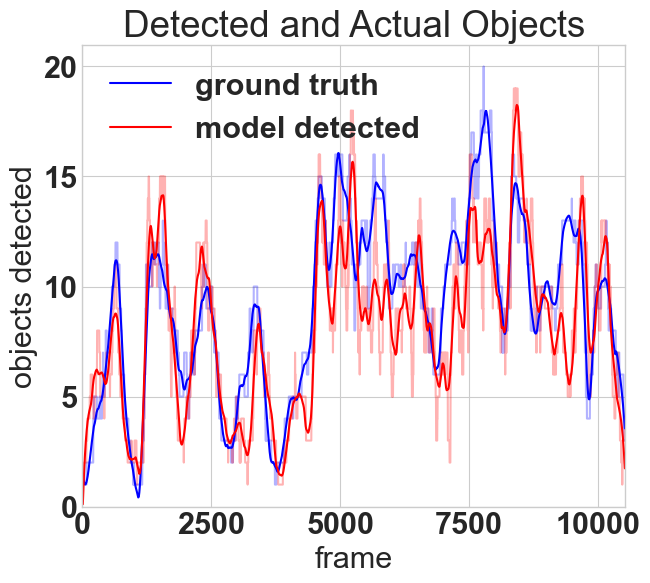 Detected and Actual Objects
20
15
10
5
0
objects detected
ground truth
model detected
0 2500 5000 7500 10000
frame